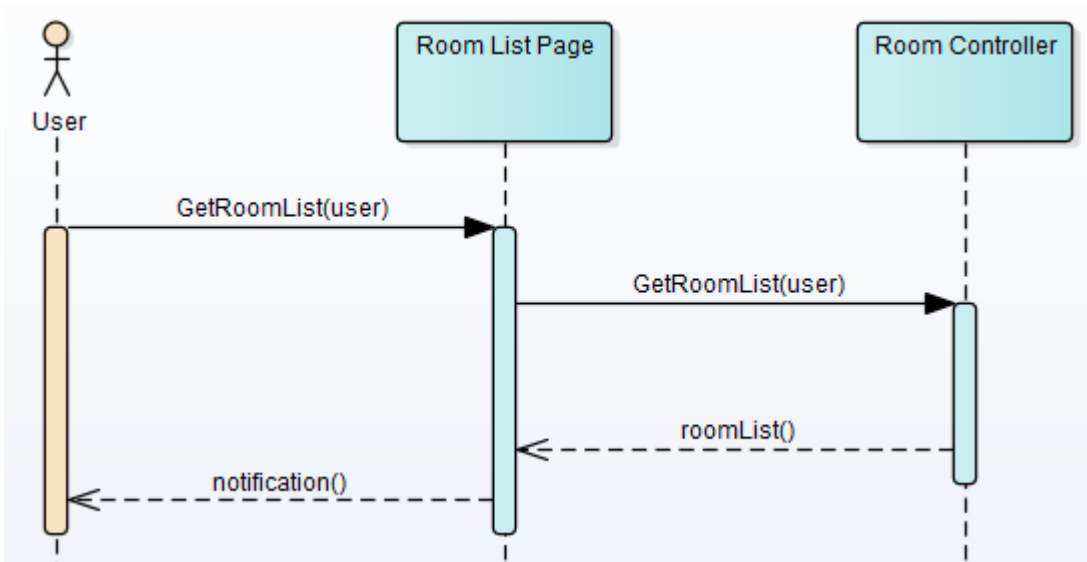 Room List Page
Room Controller
User
GetRoomList(user)
GetRoomList(user)
roomList()
notification()